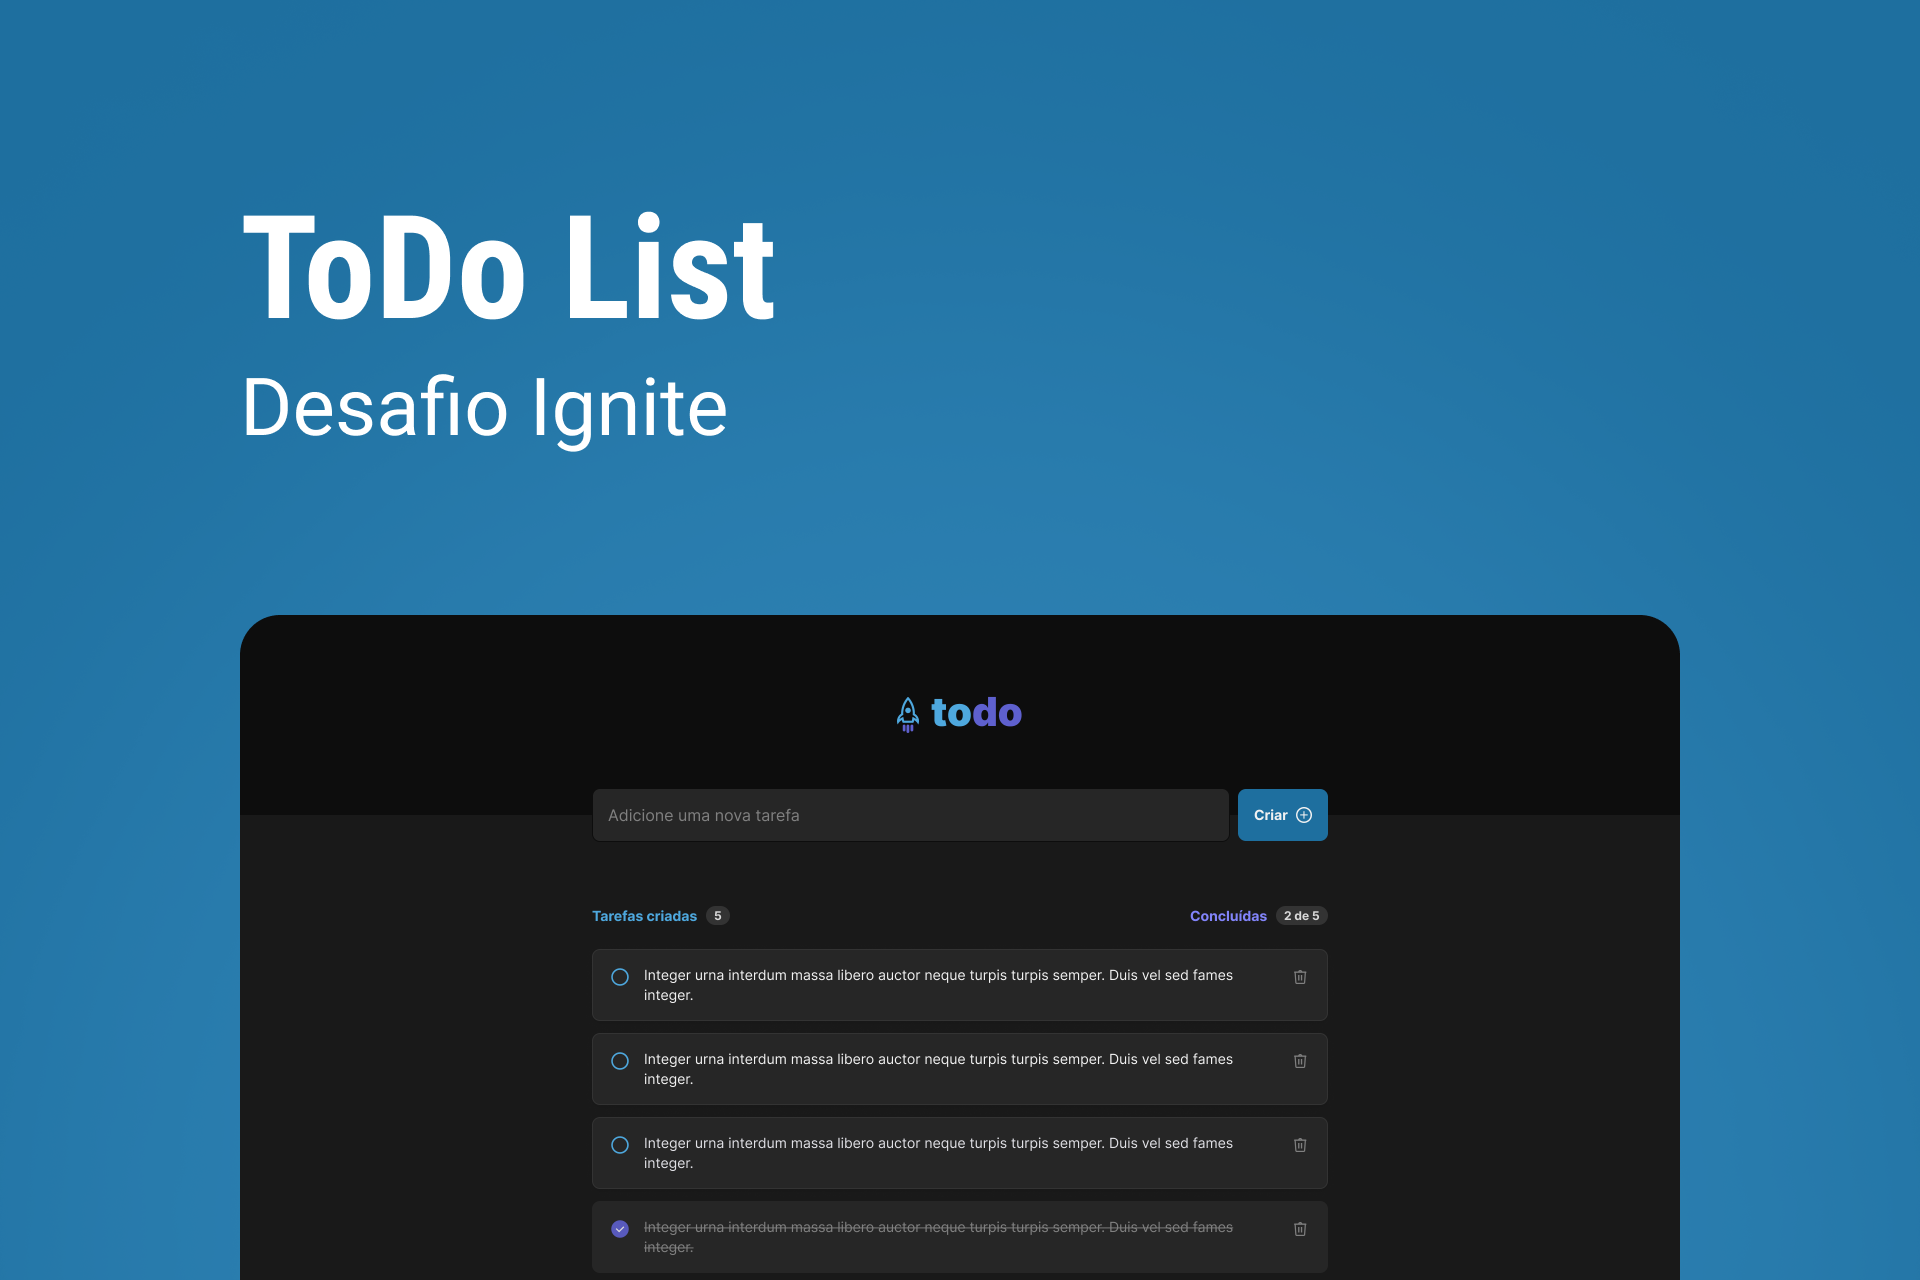 ToDo List
Desafio Ignite
todo
Adicione uma nova tarefa
Criar
Tarefas criadas 5
Concluídas 2 de 5
Integer urna interdum massa libero auctor neque turpis turpis semper. Duis vel sed fames
integer.
Integer urna interdum massa libero auctor neque turpis turpis semper. Duis vel sed fames
integer.
Integer urna interdum massa libero auctor neque turpis turpis semper. Duis vel sed fames
integer.
Integer urna interdum massa libero auctor neque turpis turpis semper. Duis vel sed fames
integer.